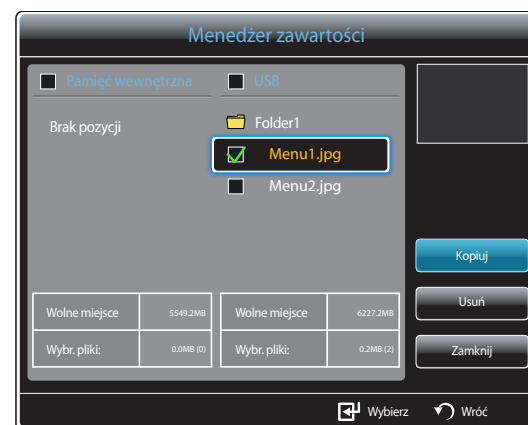 Menedżer zawartości
Pamięć wewnętrzna
USB
Brak pozycji
Folder1
Menu1.jpg
Menu2.jpg
Kopiuj
Usuń
Zamknij
Wolne miejsce 5549.2MB
Wybr. pliki: 0.0MB (0)
Wolne miejsce 6227.2MB
Wybr. pliki: 0.2MB (2)
Wybierz Wróć